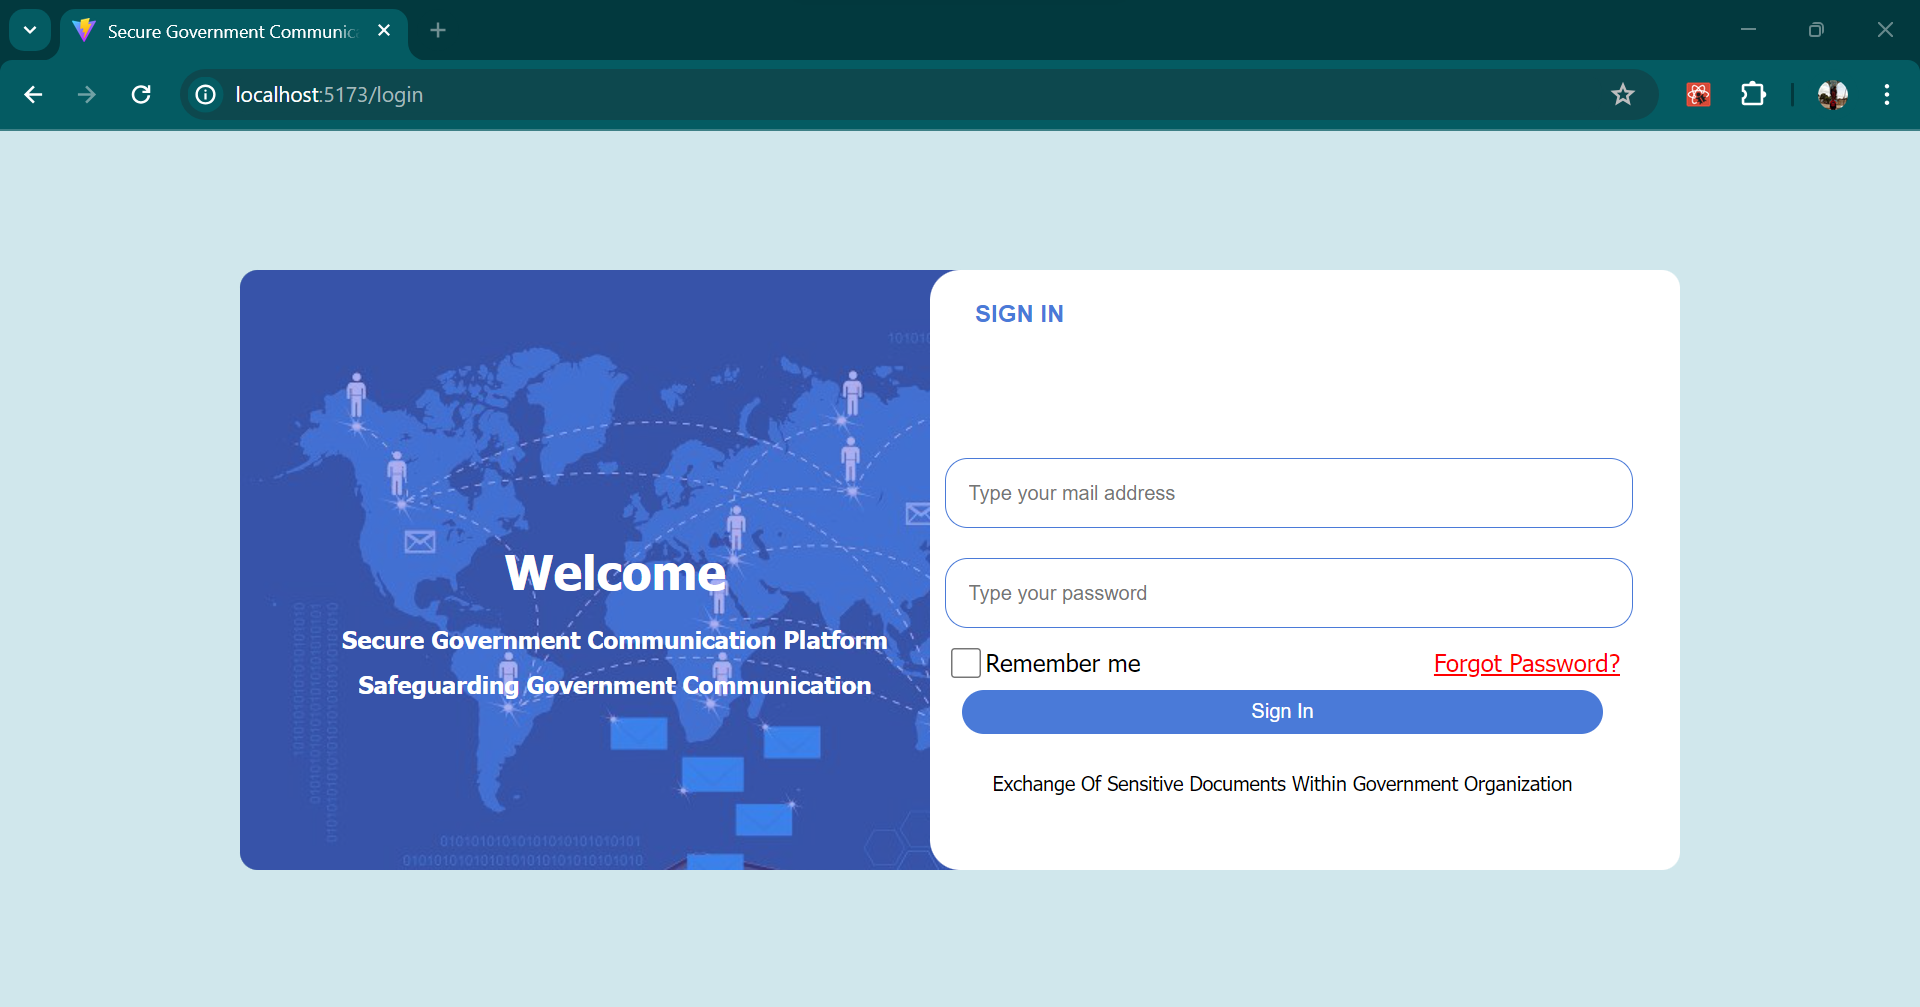 Secure Government Communic
localhost:5173/login
SIGN IN
Type your mail address
Type your password
Remember me
Forgot Password?
Sign In
Exchange Of Sensitive Documents Within Government Organization
Welcome
Secure Government Communication Platform
Safeguarding Government Communication